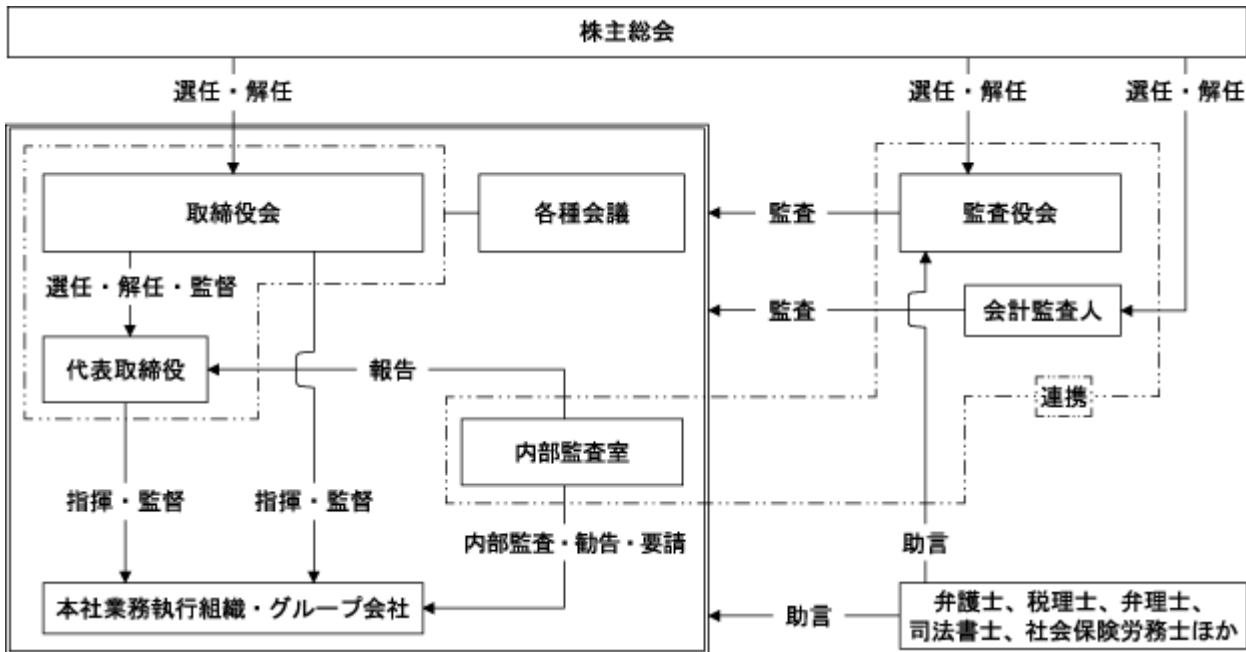 株主総会
選任・解任
選任・解任
選任・解任
取締役会
各種会議
監査
監査役会
選任・解任・監督
監査
会計監査人
代表取締役
報告
連携
内部監査室
指揮・監督
指揮・監督
内部監査・勧告・要請
助言
本社業務執行組織・グループ会社
助言
弁護士、税理士、弁理士、
司法書士、社会保険労務士ほか